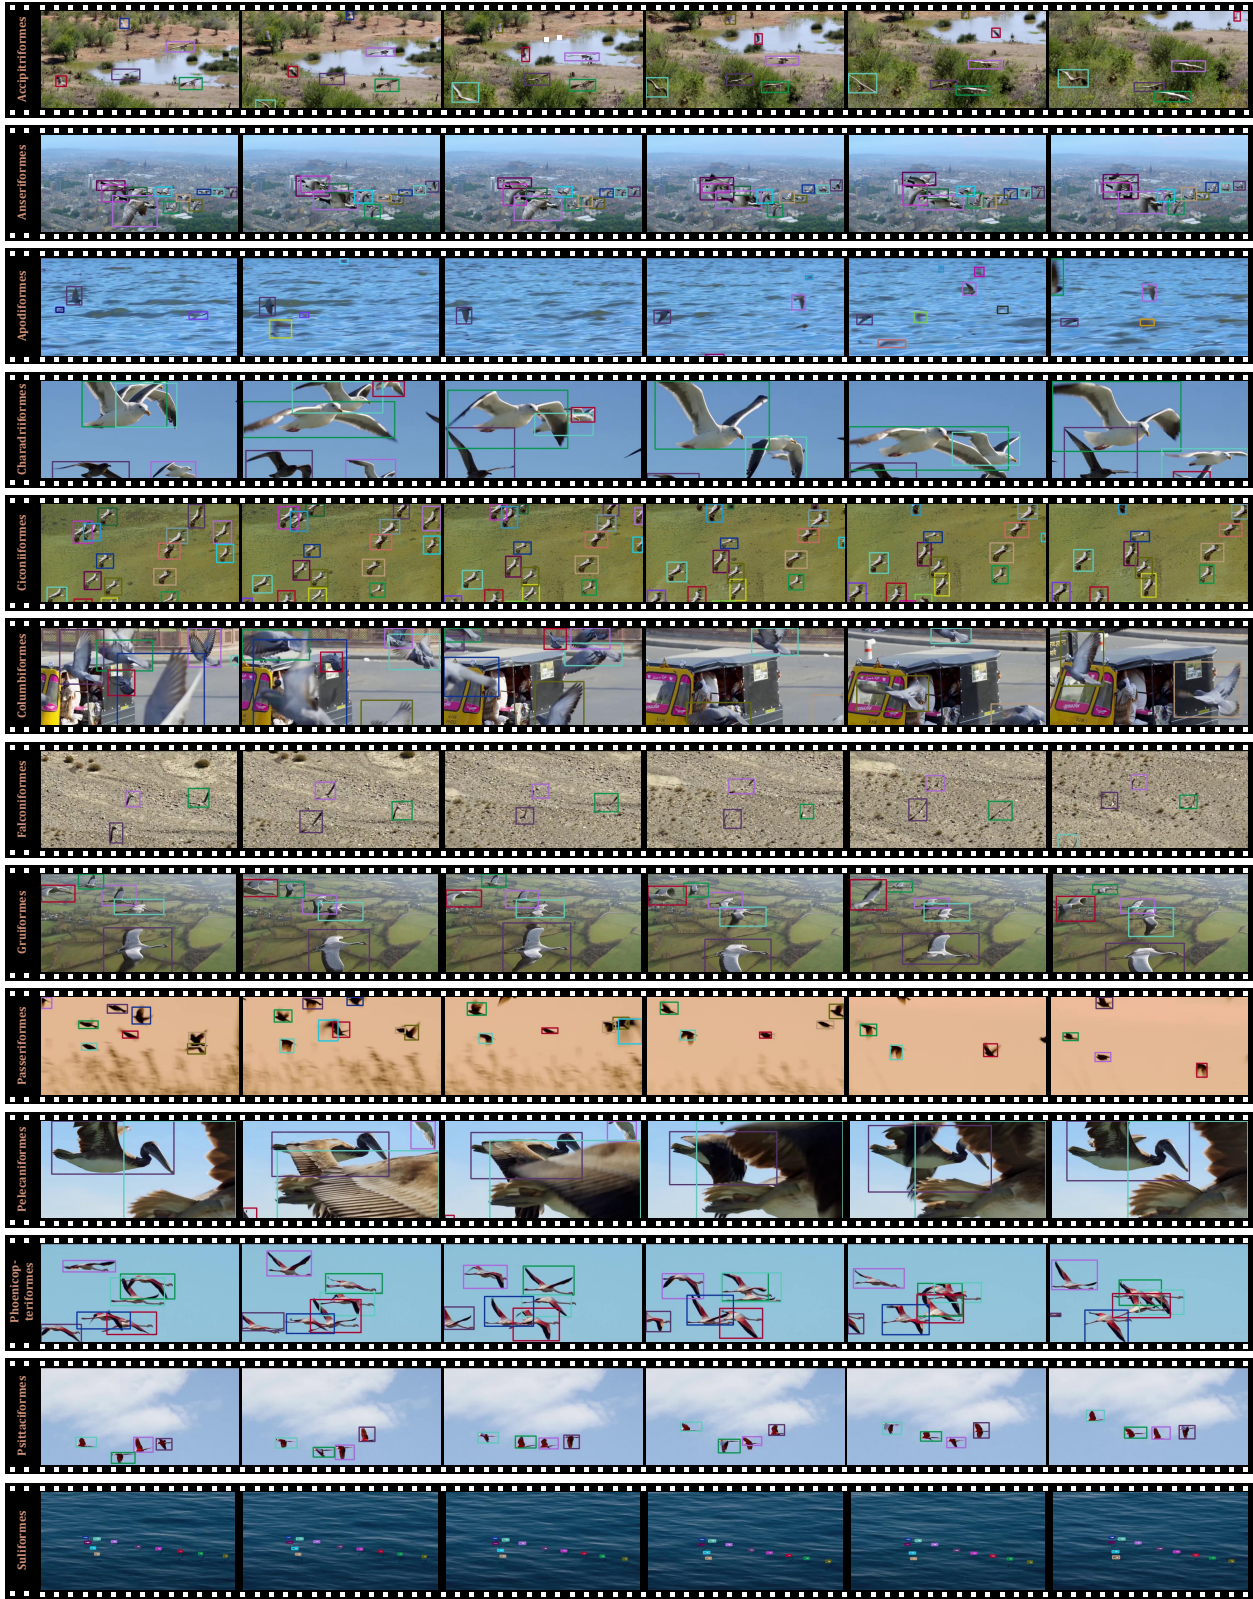 Accipitriformes
Anseriformes
Apodiformes
Charadriiformes
Ciconiiformes
Columbiformes
Falconiformes
Gruiformes
Passeriformes
Pelecaniformes
Phoenicop-
teriformes
Psittaciformes
Suliformes